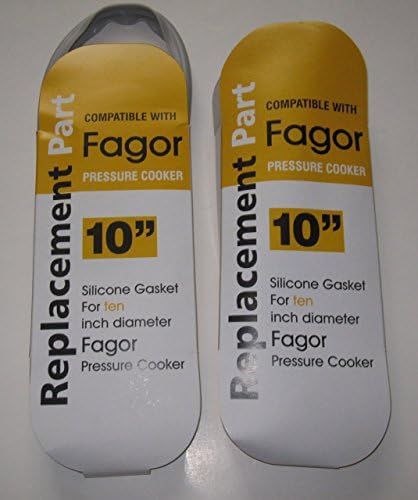 Replacement Part
COMPATIBLE WITH
Fagor
PRESSURE COOKER
10”
Silicone Gasket
For ten
inch diameter
Fagor
Pressure Cooker
Replacement Part
COMPATIBLE WITH
Fagor
PRESSURE COOKER
10”
Silicone Gasket
For ten
inch diameter
Fagor
Pressure Cooker